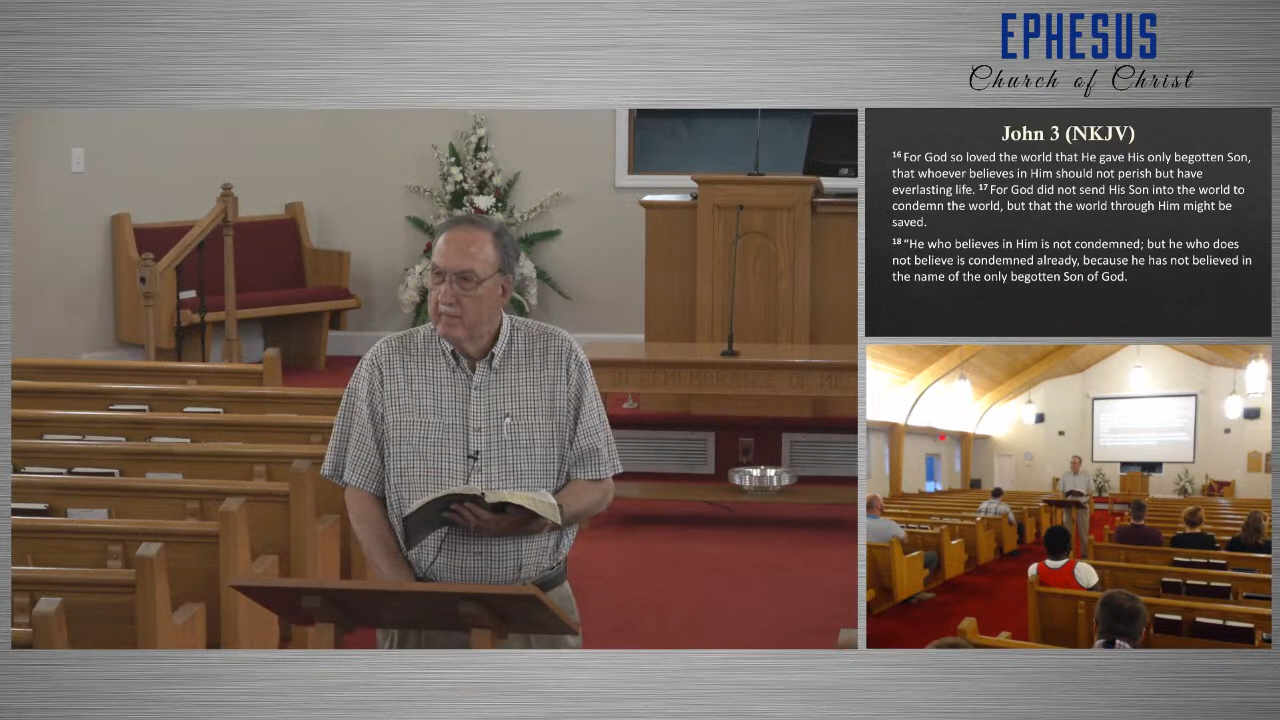 EPHESUS
Church of Christ
John 3 (NKJV)
16 For God so loved the world that He gave His only begotten Son,
that whoever believes in Him should not perish but have
everlasting life. 17 For God did not send His Son into the world to
condemn the world, but that the world through Him might be
saved.
18 “He who believes in Him is not condemned; but he who does
not believe is condemned already, because he has not believed in
the name of the only begotten Son of God.
IN REMEMBRANCE OF ME